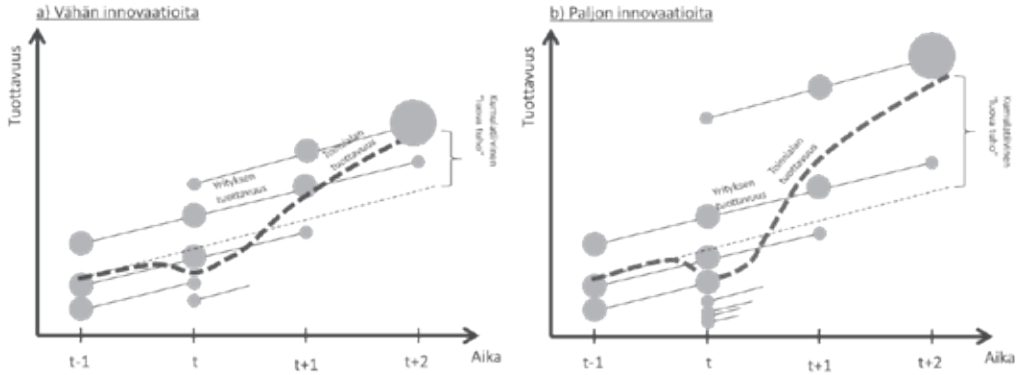 a) Vähän innovaatioita
Tuottavuus
Yrityksen
tuottavuus
Toimialan
tuottavuus
Kumulatiivinen
"luova tuho"
t-1
t
t+1
t+2
Aika
b) Paljon innovaatioita
Tuottavuus
Yrityksen
tuottavuus
Toimialan
tuottavuus
Kumulatiivinen
"luova tuho"
t-1
t
t+1
t+2
Aika